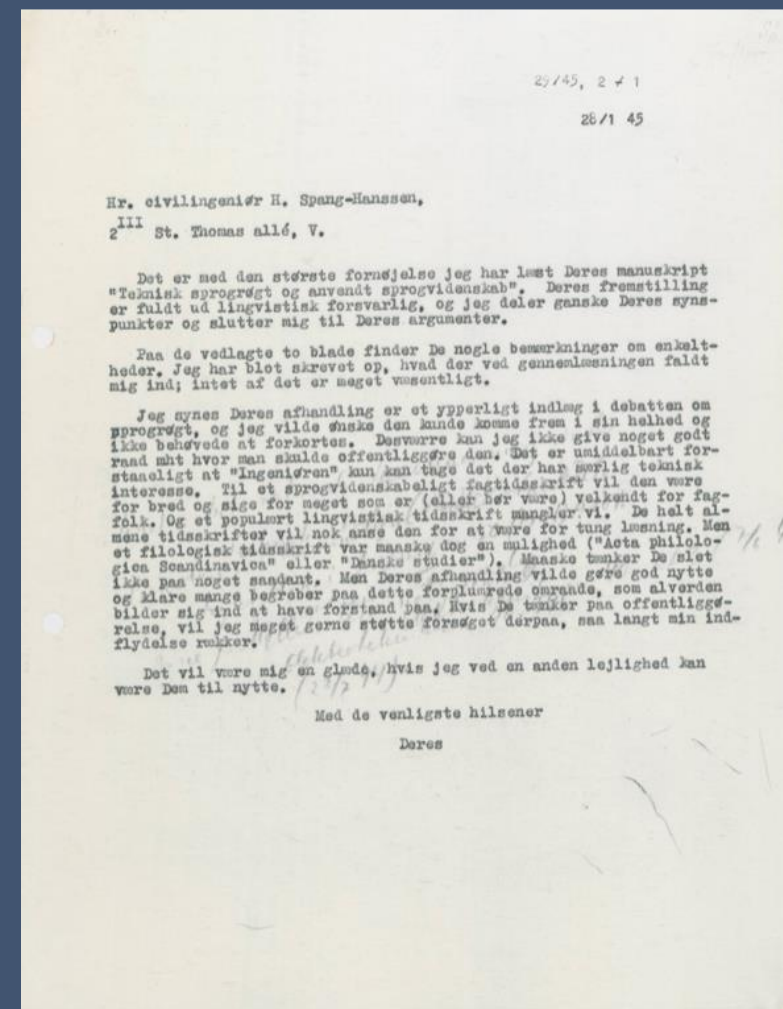 29/45, 2 + 1
28/1 45
Hr. civilingeniør H. Spang-Hanssen,
2III St. Thomas allé, V.
Det er med den største fornøjelse jeg har læst Deres manuskript
"Teknisk sprogrøgt og anvendt sprogvidenskab". Deres fremstilling
er fuldt ud lingvistisk forsvarlig, og jeg deler ganske Deres syns-
punkter og slutter mig til Deres argumenter.
Paa de vedlagte to blade finder De nogle bemærkninger om enkelt-
heder. Jeg har blot skrevet op, hvad der ved gennemlæsningen faldt
mig ind; intet af det er meget væsentligt.
Jeg synes Deres afhandling er et ypperligt indlæg i debatten om
sprogrøgt, og jeg vilde ønske den kunde komme frem i sin helhed og
ikke behøvede at forkortes. Desværre kan jeg ikke give noget godt
raad mht hvor man skulde offentliggøre den. Det er umiddelbart for-
staaeligt at "Ingeniøren" kun kan tage det der har særlig teknisk
interesse. Til et sprogvidenskabeligt fagtidsskrift vil den være
for bred og sige for meget som er (eller bør være) velkendt for fag-
folk. Og et populært lingvistisk tidsskrift mangler vi. De helt al-
mene tidsskrifter vil nok anse den for at være for tung læsning. Men
et filologisk tidsskrift var maaske dog en mulighed ("Acta philolo-
gica Scandinavica" eller "Danske studier"). Maaske tænker De slet
ikke paa noget saadant. Men Deres afhandling vilde gøre god nytte
og klare mange begreber paa dette forplumrede omraade, som alverden
bilder sig ind at have forstand paa. Hvis De tænker paa offentliggø-
relse, vil jeg meget gerne støtte forsøget derpaa, saa langt min ind-
flydelse rækker.
Det vil være mig en glæde, hvis jeg ved en anden lejlighed kan
være Dem til nytte.
Med de venligste hilsener
Deres